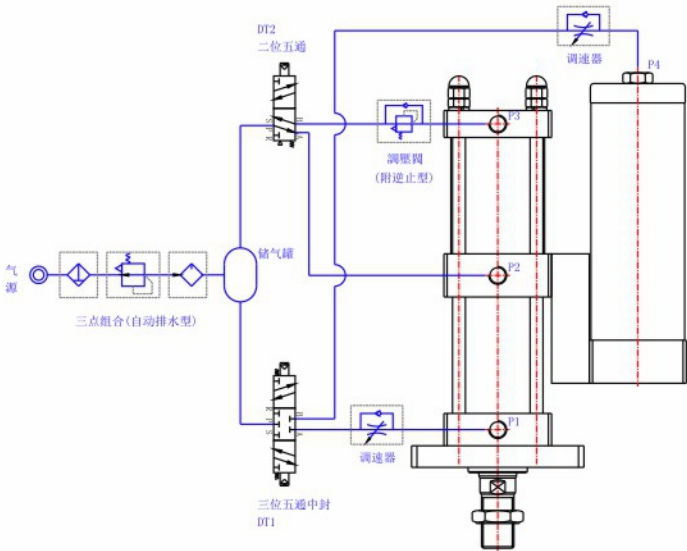 DT2
二位五通
调速器
P4
P3
調壓閥
(附逆止型)
储气罐
P2
气源
三点组合(自动排水型)
P1
调速器
三位五通中封
DT1